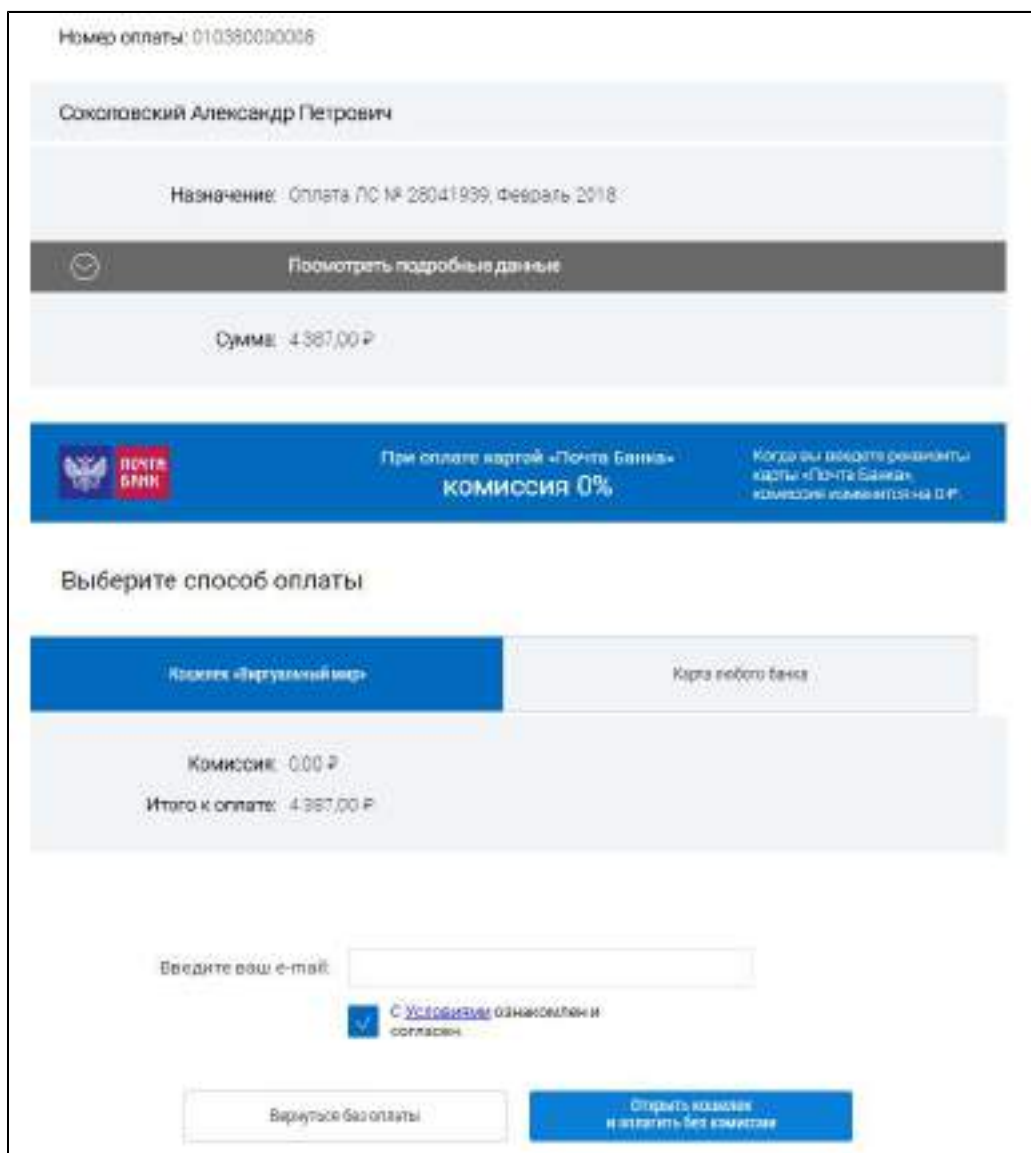 Номер оплаты: 010380000008
Соколовский Александр Петрович
Назначение: Оплата ЛС № 28041939, Февраль 2018
Посмотреть подробные данные
Сумма: 4 387,00 ₽
ПОЧТА
БАНК
При оплате картой «Почта Банка»
комиссия 0%
Когда вы введете реквизиты
карты «Почта Банка»,
комиссия изменится на 0 ₽.
Выберите способ оплаты
Кошелек «Виртуальный мир»
Карта любого банка
Комиссия: 0,00 ₽
Итого к оплате: 4 387,00 ₽
Введите ваш e-mail:
С Условиями ознакомлен и
согласен
Вернуться без оплаты
Открыть кошелек
и оплатить без комиссии